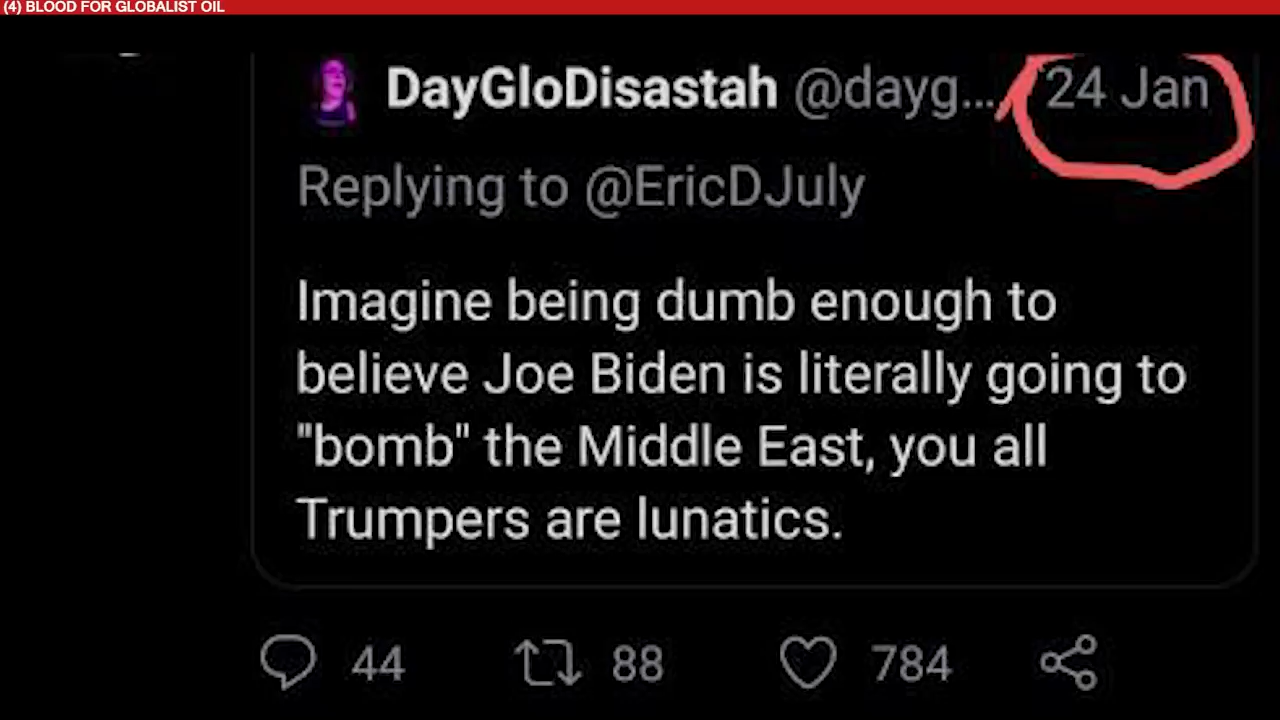 (4) BLOOD FOR GLOBALIST OIL
DayGloDisastah @dayg... 24 Jan
Replying to @EricDJuly
Imagine being dumb enough to
believe Joe Biden is literally going to
"bomb" the Middle East, you all
Trumpers are lunatics.
44 88 784